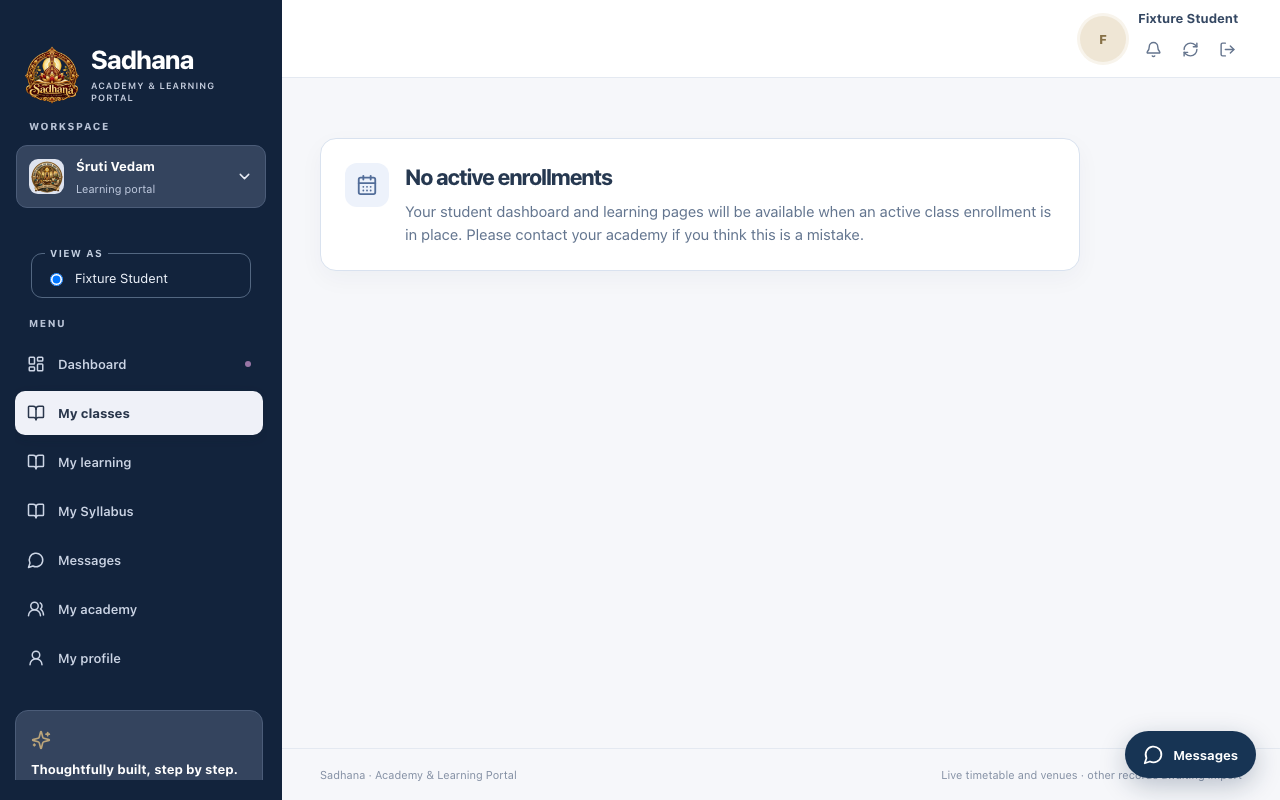 Sadhana
ACADEMY & LEARNING
PORTAL
Sadhana
WORKSPACE
Śruti Vedam
Learning portal
VIEW AS
Fixture Student
MENU
Dashboard
My classes
My learning
My Syllabus
Messages
My academy
My profile
Thoughtfully built, step by step.
F
Fixture Student
No active enrollments
Your student dashboard and learning pages will be available when an active class enrollment is
in place. Please contact your academy if you think this is a mistake.
Sadhana · Academy & Learning Portal
Live timetable and venues · other
Messages